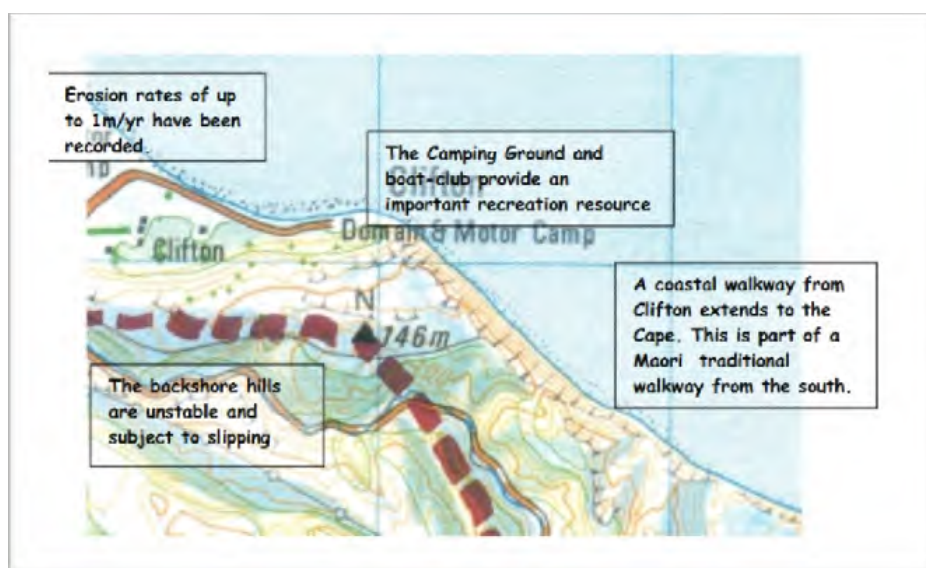 Erosion rates of up
to 1m/yr have been
recorded
The Camping Ground and
boat-club provide an
important recreation resource
Clifton
Domain & Motor Camp
Clifton
A coastal walkway from
Clifton extends to the
Cape. This is part of a
Maori traditional
walkway from the south.
N
146m
The backshore hills
are unstable and
subject to slipping